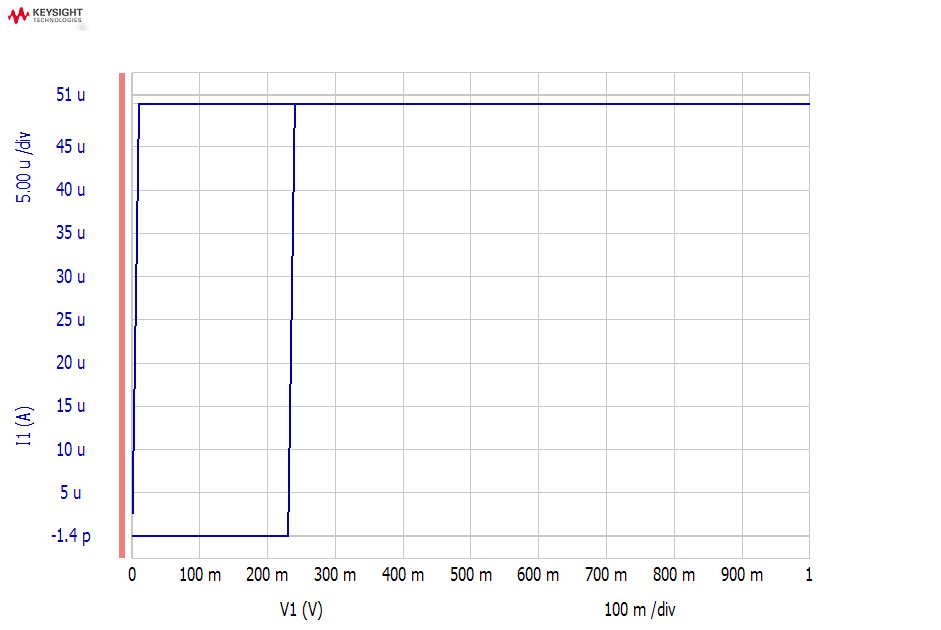 KEYSIGHT
TECHNOLOGIES
5.00 u /div
I1 (A)
51 u
45 u
40 u
35 u
30 u
25 u
20 u
15 u
10 u
5 u
-1.4 p
0 100 m 200 m 300 m 400 m 500 m 600 m 700 m 800 m 900 m 1
V1 (V) 100 m /div